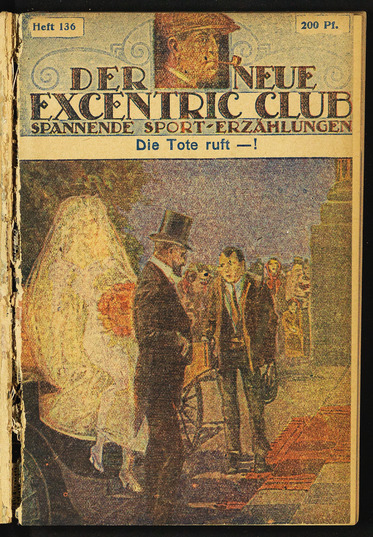 Heft 136
200 Pf.
DER NEUE
EXCENTRIC CLUB
SPANNENDE SPORT-ERZÄHLUNGEN
Die Tote ruft —!